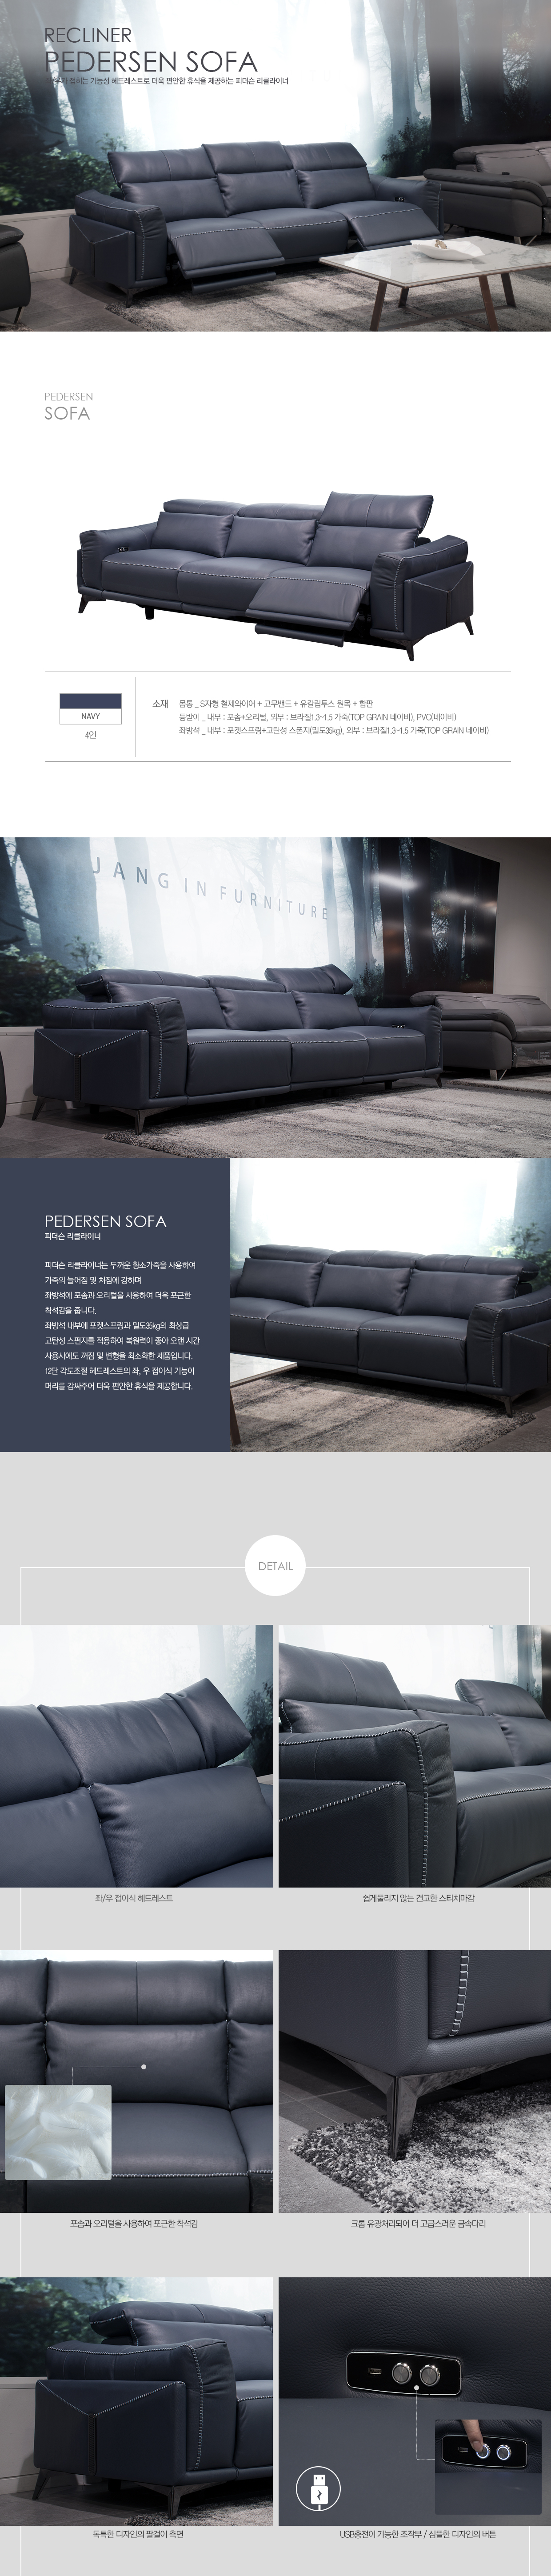 RECLINER
PEDERSEN SOFA
접히는 기능성 헤드레스트로 더욱 편안한 휴식을 제공하는 피더슨 리클라이너
PEDERSEN
SOFA
NAVY
4인
소재 몸통 _ S자형 철제와이어 + 고무밴드 + 유칼립투스 원목 + 합판
등받이 _ 내부 : 포솜+오리털, 외부 : 브라질1.3~1.5 가죽(TOP GRAIN 네이비), PVC(네이비)
좌방석 _ 내부 : 포켓스프링+고탄성 스폰지(밀도35kg), 외부 : 브라질1.3~1.5 가죽(TOP GRAIN 네이비)
JANG IN FURNITURE
PEDERSEN SOFA
피더슨 리클라이너
피더슨 리클라이너는 두꺼운 황소가죽을 사용하여
가죽의 늘어짐 및 처짐에 강하며
좌방석에 포솜과 오리털을 사용하여 더욱 포근한
착석감을 줍니다.
좌방석 내부에 포켓스프링과 밀도35kg의 최상급
고탄성 스펀지를 적용하여 복원력이 좋아 오랜 시간
사용시에도 꺼짐 및 변형을 최소화한 제품입니다.
12단 각도조절 헤드레스트의 좌, 우 접이식 기능이
머리를 감싸주어 더욱 편안한 휴식을 제공합니다.
DETAIL
좌/우 접이식 헤드레스트
쉽게풀리지 않는 견고한 스티치마감
포솜과 오리털을 사용하여 포근한 착석감
크롬 유광처리되어 더 고급스러운 금속다리
독특한 디자인의 팔걸이 측면
USB충전이 가능한 조작부 / 심플한 디자인의 버튼